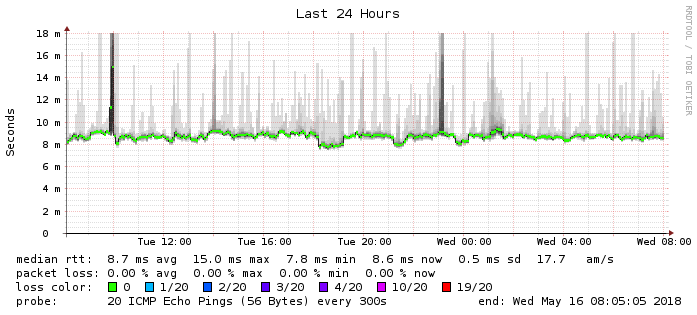 Last 24 Hours
RRDTOOL / TOBI OETIKER
Seconds
18 m
16 m
14 m
12 m
10 m
8 m
6 m
4 m
2 m
0
Tue 12:00 Tue 16:00 Tue 20:00 Wed 00:00 Wed 04:00 Wed 08:00
median rtt: 8.7 ms avg 15.0 ms max 7.8 ms min 8.6 ms now 0.5 ms sd 17.7 am/s
packet loss: 0.00 % avg 0.00 % max 0.00 % min 0.00 % now
loss color: 0 1/20 2/20 3/20 4/20 10/20 19/20
probe: 20 ICMP Echo Pings (56 Bytes) every 300s end: Wed May 16 08:05:05 2018